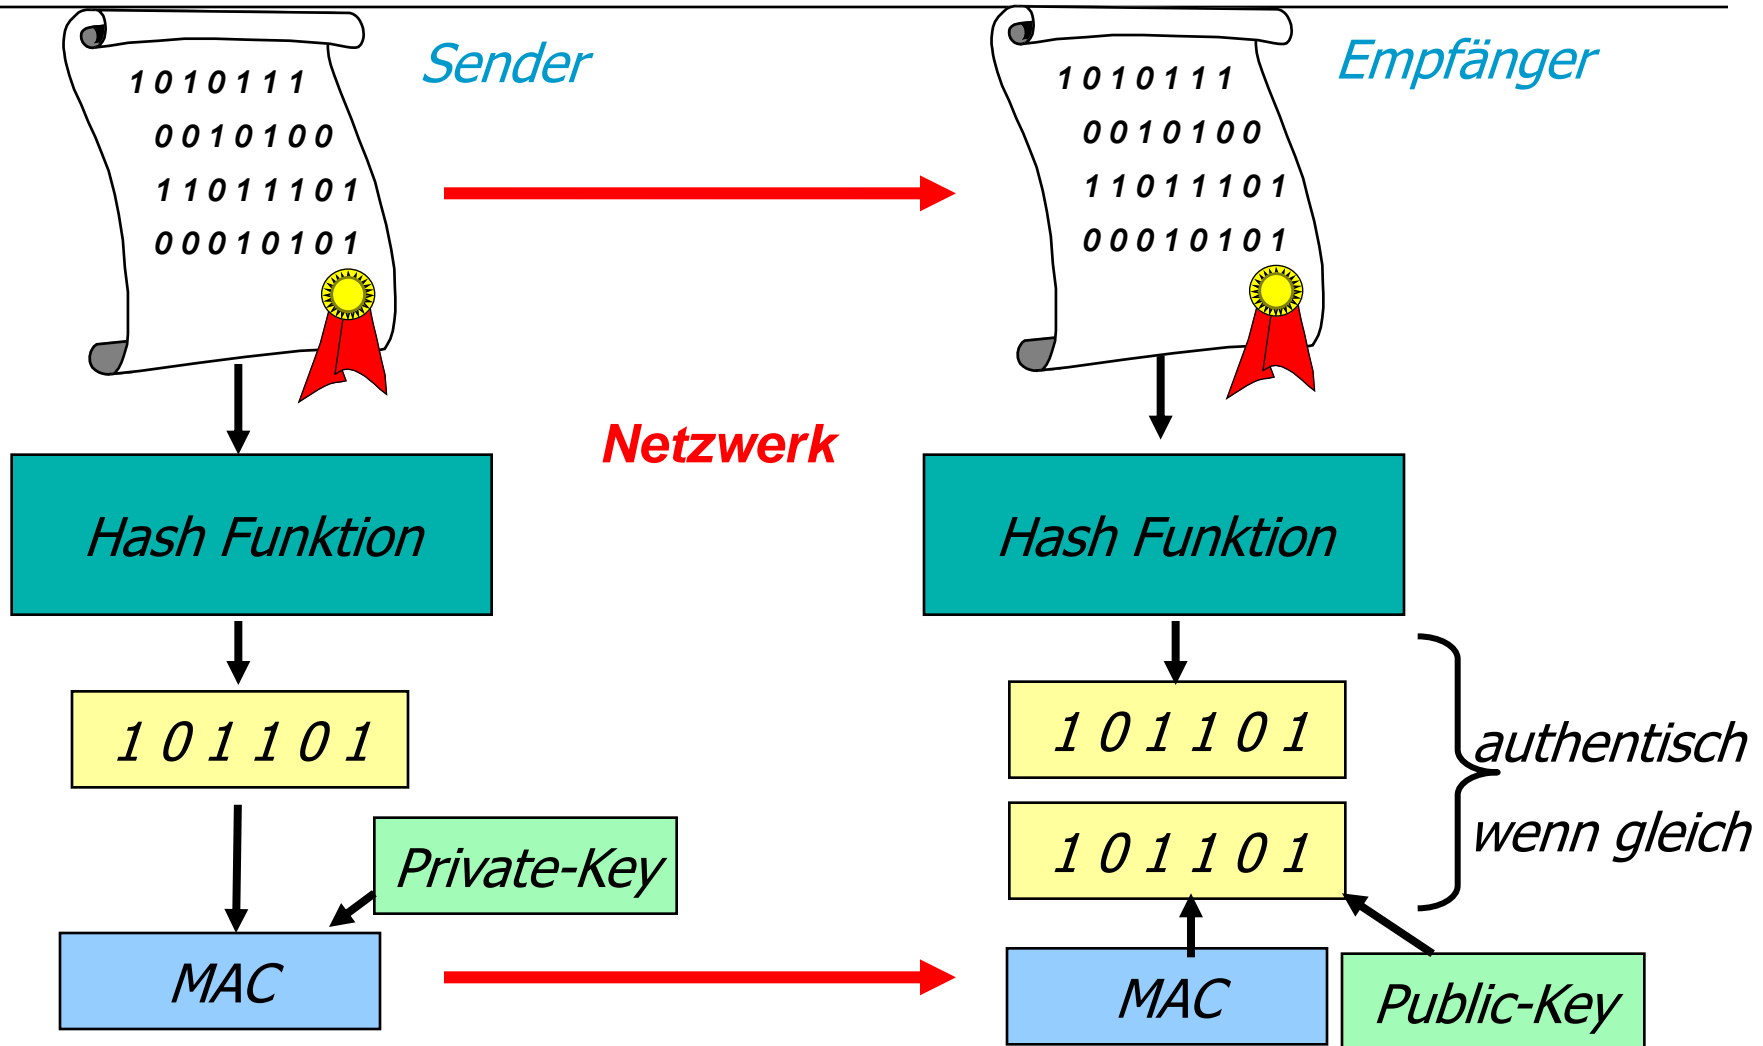 Sender
1 0 1 0 1 1 1
0 0 1 0 1 0 0
1 1 0 1 1 1 0 1
0 0 0 1 0 1 0 1
Empfänger
1 0 1 0 1 1 1
0 0 1 0 1 0 0
1 1 0 1 1 1 0 1
0 0 0 1 0 1 0 1
Netzwerk
Hash Funktion
Hash Funktion
1 0 1 1 0 1
1 0 1 1 0 1
authentisch
wenn gleich
Private-Key
1 0 1 1 0 1
MAC
MAC
Public-Key